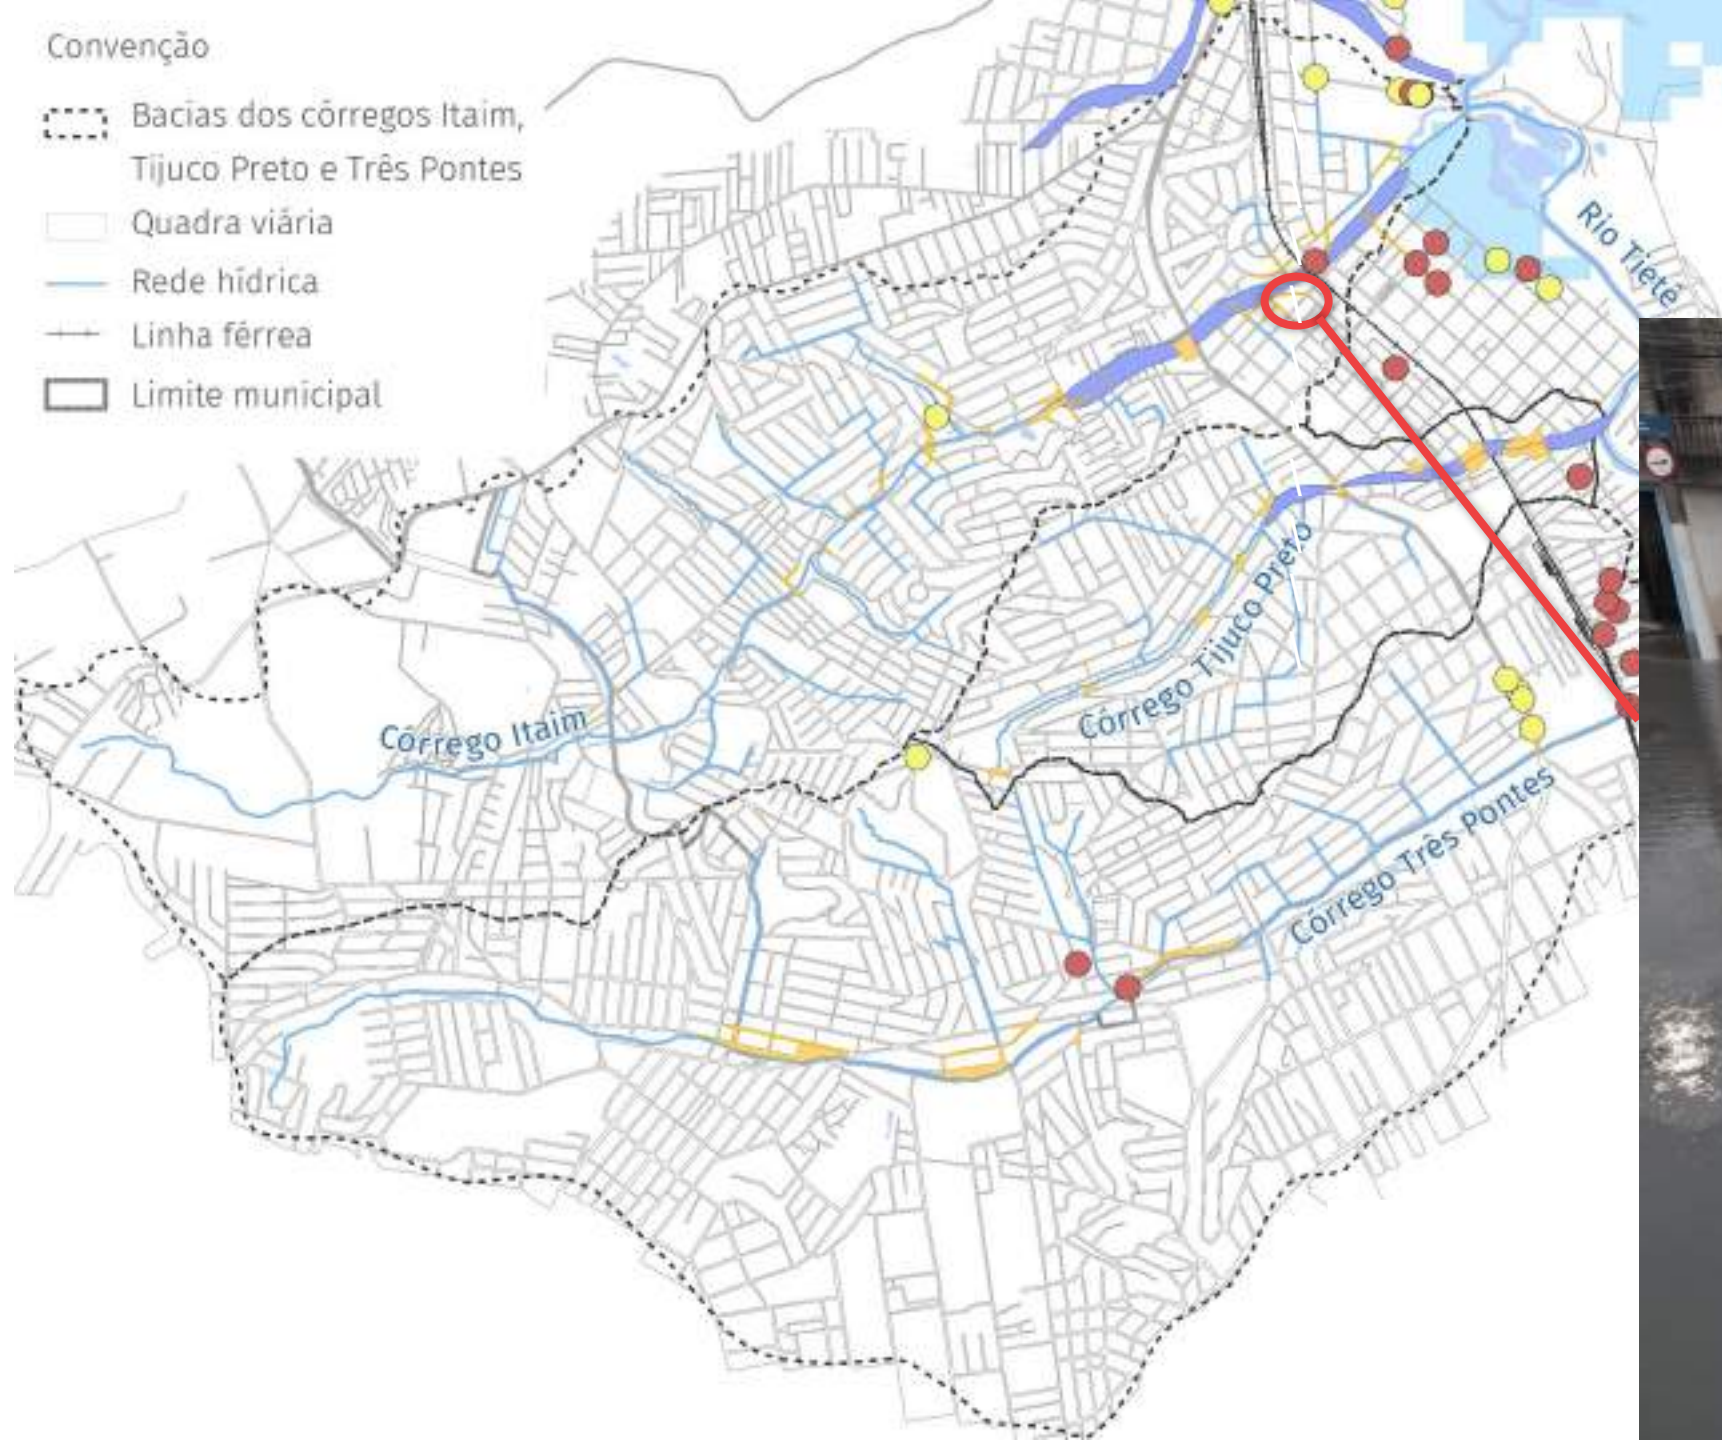 Convenção
Bacias dos córregos Itaim,
Tijuco Preto e Três Pontes
Quadra viária
Rede hídrica
Linha férrea
Limite municipal
Rio Tietê
Córrego Tijuco Preto
Córrego Itaim
Córrego Três Pontes